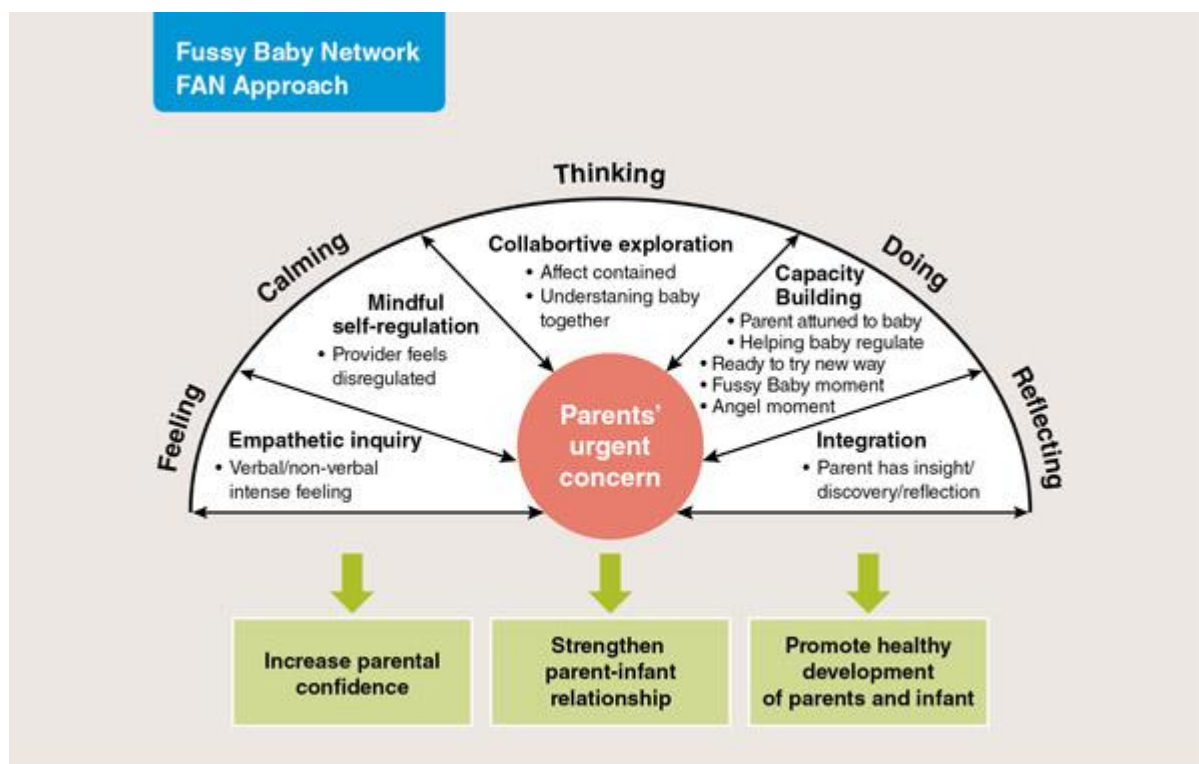 Fussy Baby Network
FAN Approach
Thinking
Calming
Doing
Feeling
Reflecting
Collabortive exploration
• Affect contained
• Understaning baby
together
Mindful
self-regulation
• Provider feels
disregulated
Capacity
Building
• Parent attuned to baby
• Helping baby regulate
• Ready to try new way
• Fussy Baby moment
• Angel moment
Empathetic inquiry
• Verbal/non-verbal
intense feeling
Parents’
urgent
concern
Integration
• Parent has insight/
discovery/reflection
Increase parental
confidence
Strengthen
parent-infant
relationship
Promote healthy
development
of parents and infant